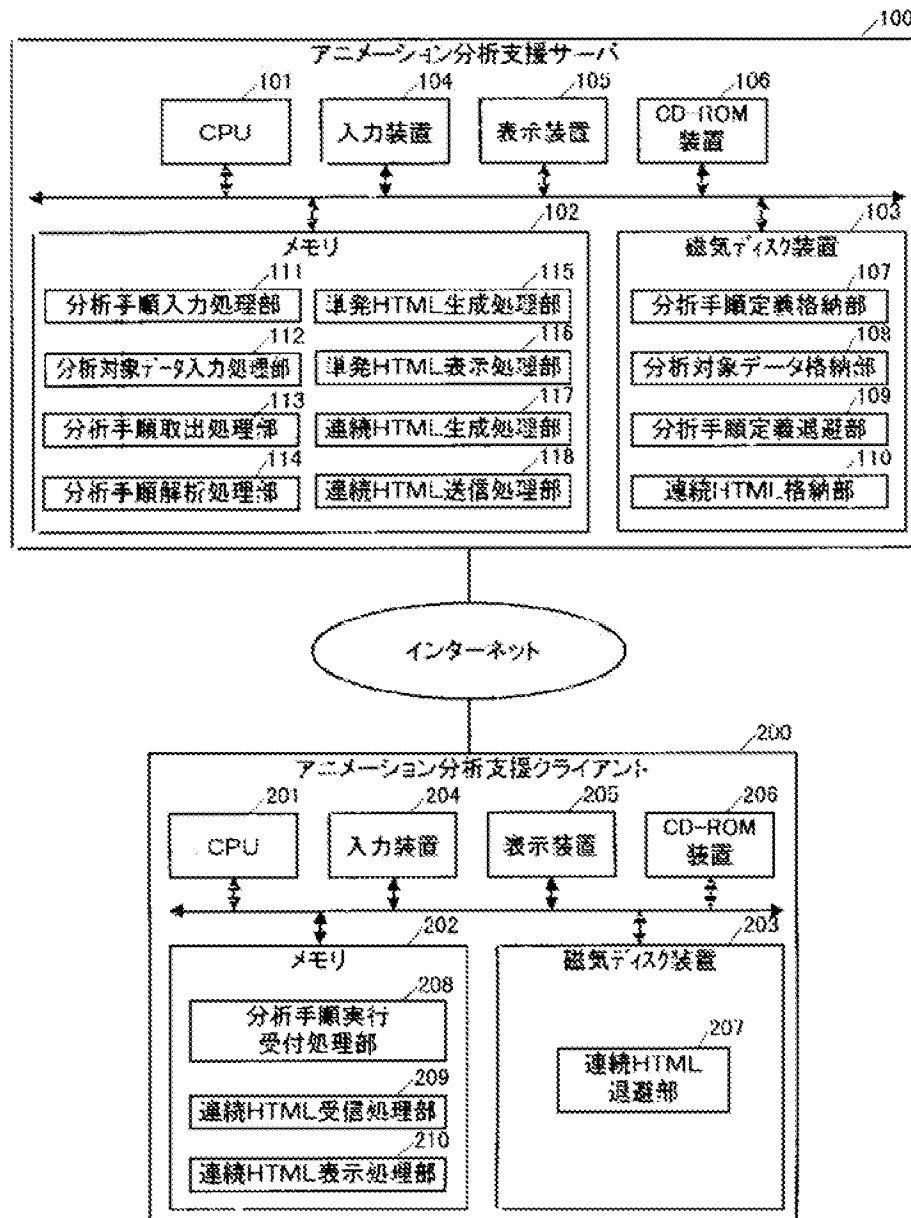 100
アニメーション分析支援サーバ
101 104 105 106
CPU 入力装置 表示装置 CD-ROM
装置
102 103
メモリ 磁気ディスク装置
111 115 107
分析手順入力処理部 単発HTML生成処理部 分析手順定義格納部
112 116 108
分析対象データ入力処理部 単発HTML表示処理部 分析対象データ格納部
113 117 109
分析手順取出処理部 連続HTML生成処理部 分析手順定義退避部
114 118 110
分析手順解析処理部 連続HTML送信処理部 連続HTML格納部
インターネット
200
アニメーション分析支援クライアント
201 204 205 206
CPU 入力装置 表示装置 CD-ROM
装置
202 203
メモリ 磁気ディスク装置
208
分析手順実行
受付処理部
207
連続HTML
退避部
209
連続HTML受信処理部
210
連続HTML表示処理部